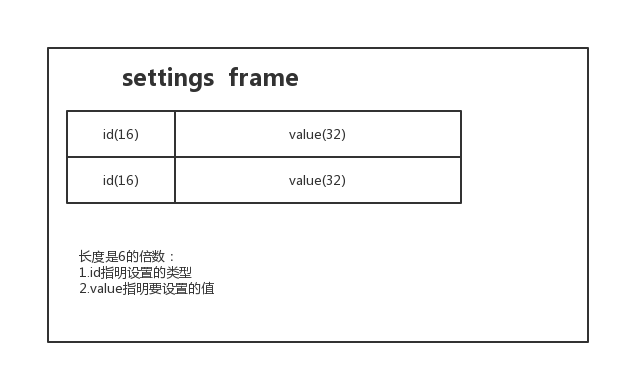 settings frame
id(16) value(32)
id(16) value(32)
长度是6的倍数：
1.id指明设置的类型
2.value指明要设置的值